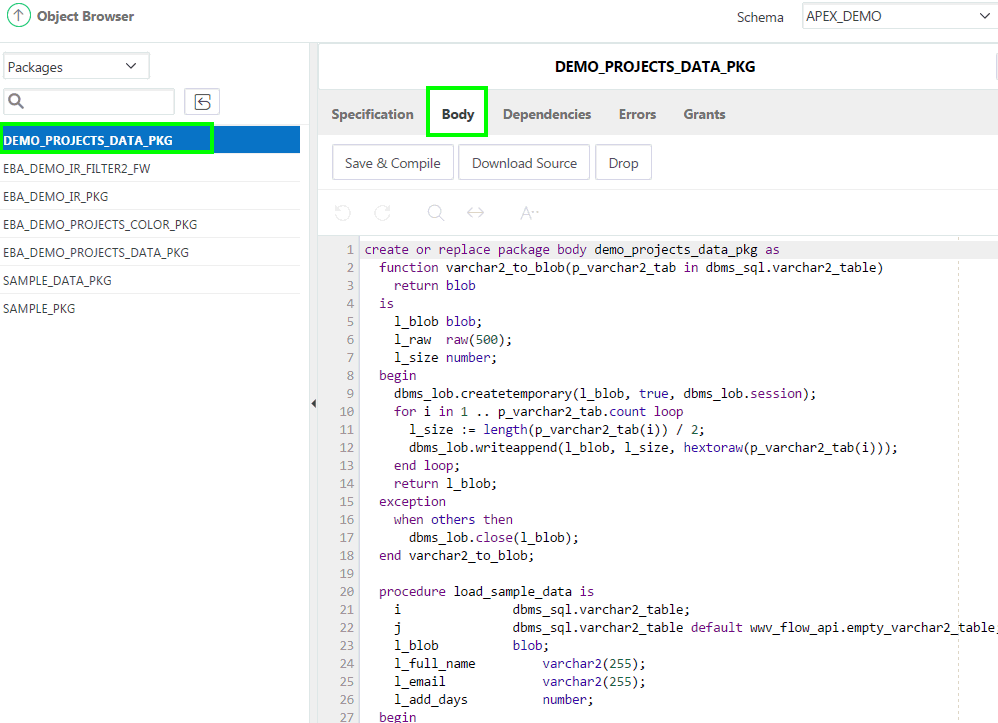 Object Browser
Schema APEX_DEMO
Packages
DEMO_PROJECTS_DATA_PKG
EBA_DEMO_IR_FILTER2_FW
EBA_DEMO_IR_PKG
EBA_DEMO_PROJECTS_COLOR_PKG
EBA_DEMO_PROJECTS_DATA_PKG
SAMPLE_DATA_PKG
SAMPLE_PKG
DEMO_PROJECTS_DATA_PKG
Specification Body Dependencies Errors Grants
Save & Compile Download Source Drop
A
1 create or replace package body demo_projects_data_pkg as
2   function varchar2_to_blob(p_varchar2_tab in dbms_sql.varchar2_table)
3     return blob
4   is
5     l_blob blob;
6     l_raw  raw(500);
7     l_size number;
8   begin
9     dbms_lob.createtemporary(l_blob, true, dbms_lob.session);
10     for i in 1 .. p_varchar2_tab.count loop
11       l_size := length(p_varchar2_tab(i)) / 2;
12       dbms_lob.writeappend(l_blob, l_size, hextoraw(p_varchar2_tab(i)));
13     end loop;
14     return l_blob;
15   exception
16     when others then
17       dbms_lob.close(l_blob);
18   end varchar2_to_blob;
19
20   procedure load_sample_data is
21     i               dbms_sql.varchar2_table;
22     j               dbms_sql.varchar2_table default wwv_flow_api.empty_varchar2_table;
23     l_blob          blob;
24     l_full_name         varchar2(255);
25     l_email             varchar2(255);
26     l_add_days          number;
27   begin